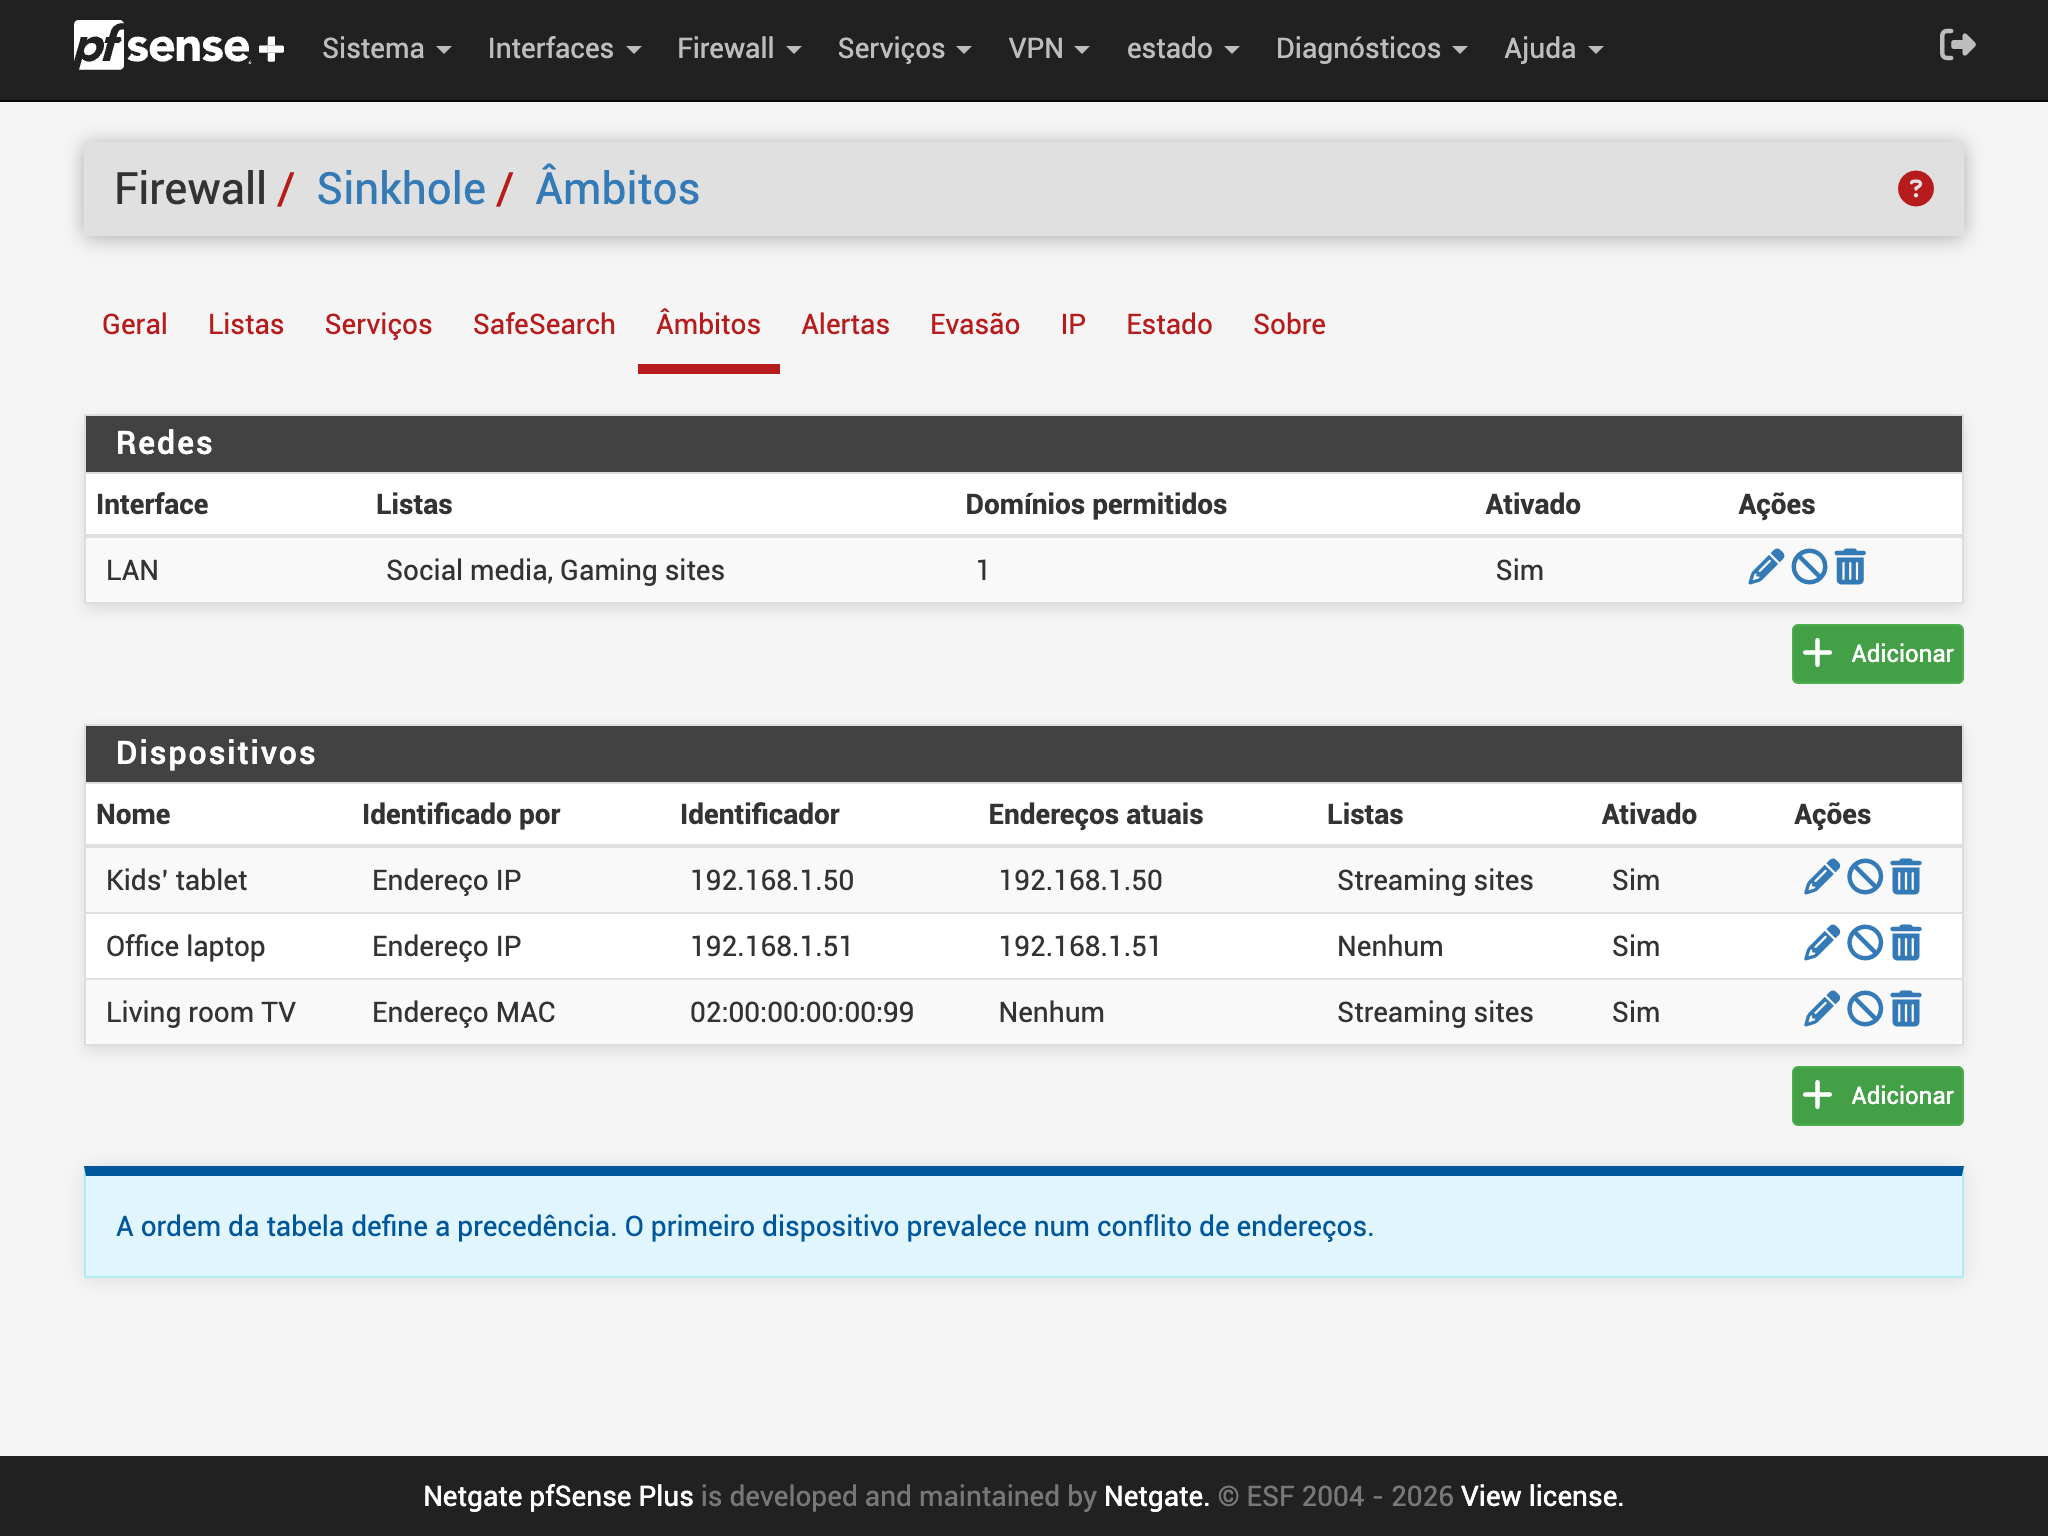 pfsense+ Sistema Interfaces Firewall Serviços VPN estado Diagnósticos Ajuda
Firewall / Sinkhole / Âmbitos
Geral Listas Serviços SafeSearch Âmbitos Alertas Evasão IP Estado Sobre
Redes
Interface Listas Domínios permitidos Ativado Ações
LAN Social media, Gaming sites 1 Sim
Adicionar
Dispositivos
Nome Identificado por Identificador Endereços atuais Listas Ativado Ações
Kids' tablet Endereço IP 192.168.1.50 192.168.1.50 Streaming sites Sim
Office laptop Endereço IP 192.168.1.51 192.168.1.51 Nenhum Sim
Living room TV Endereço MAC 02:00:00:00:00:99 Nenhum Streaming sites Sim
Adicionar
A ordem da tabela define a precedência. O primeiro dispositivo prevalece num conflito de endereços.
Netgate pfSense Plus is developed and maintained by Netgate. © ESF 2004 - 2026 View license.